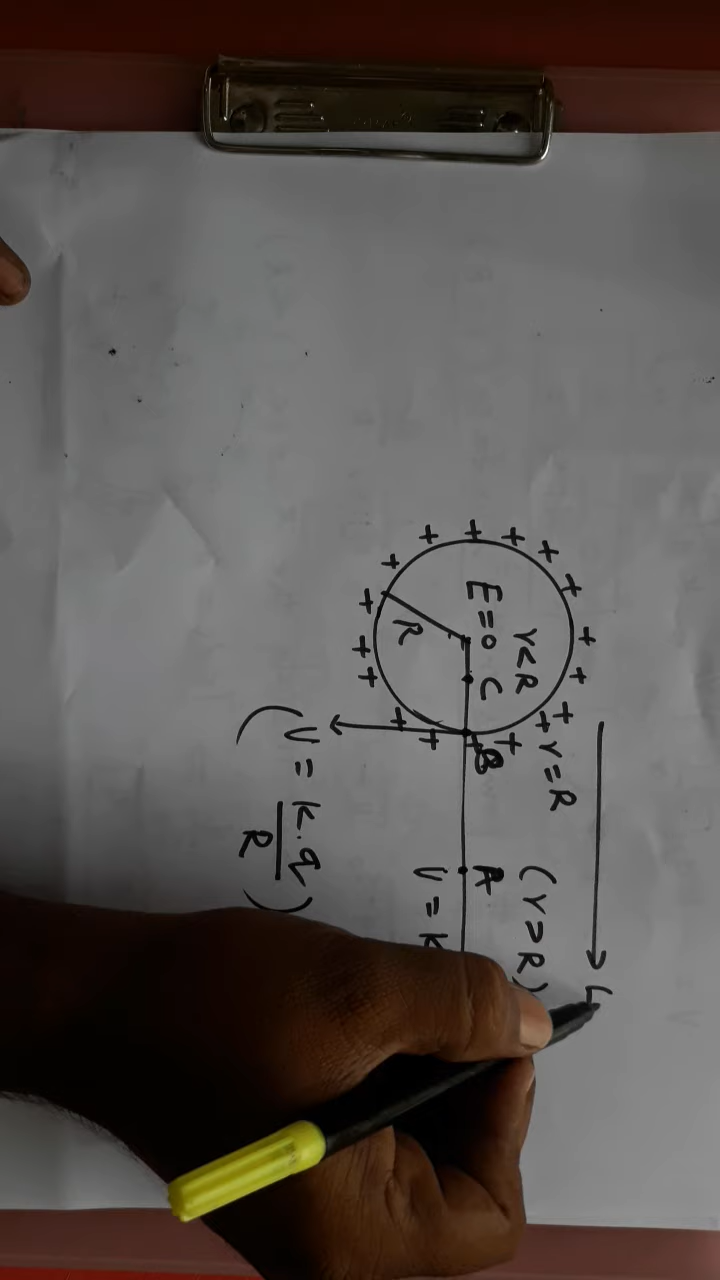 r<R
E=0 C
R
r=R
B
(r>R)
A
V = k
(V = k.q/R)